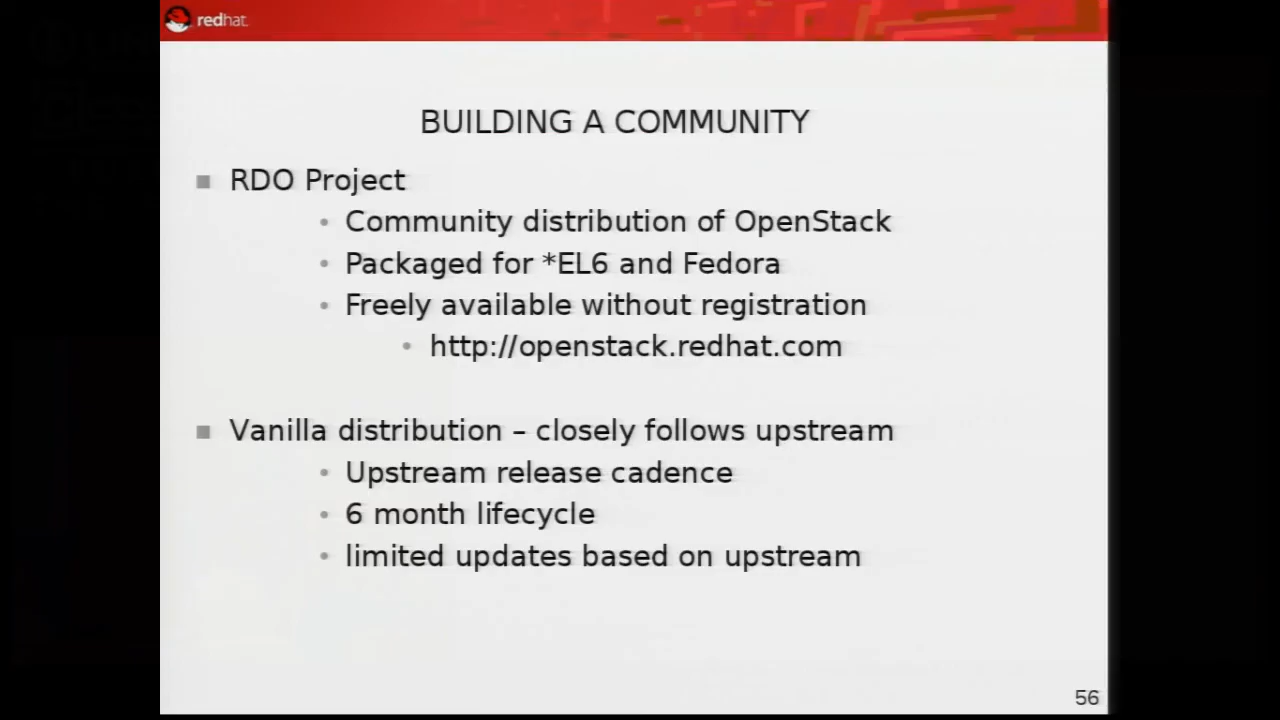 redhat.
BUILDING A COMMUNITY
RDO Project
Community distribution of OpenStack
Packaged for *EL6 and Fedora
Freely available without registration
http://openstack.redhat.com
Vanilla distribution – closely follows upstream
Upstream release cadence
6 month lifecycle
limited updates based on upstream
56